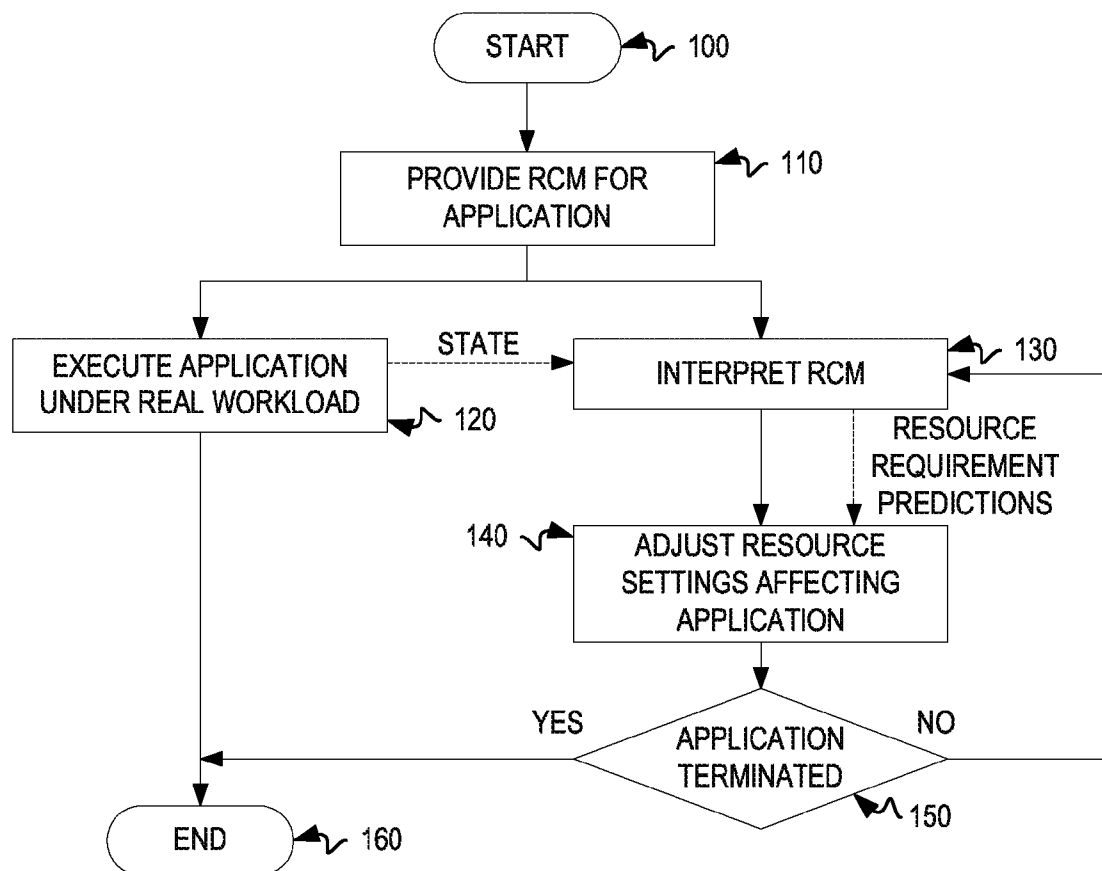 START
100
PROVIDE RCM FOR
APPLICATION
110
EXECUTE APPLICATION
UNDER REAL WORKLOAD
120
STATE
INTERPRET RCM
130
RESOURCE
REQUIREMENT
PREDICTIONS
140
ADJUST RESOURCE
SETTINGS AFFECTING
APPLICATION
YES
APPLICATION
TERMINATED
NO
150
END
160